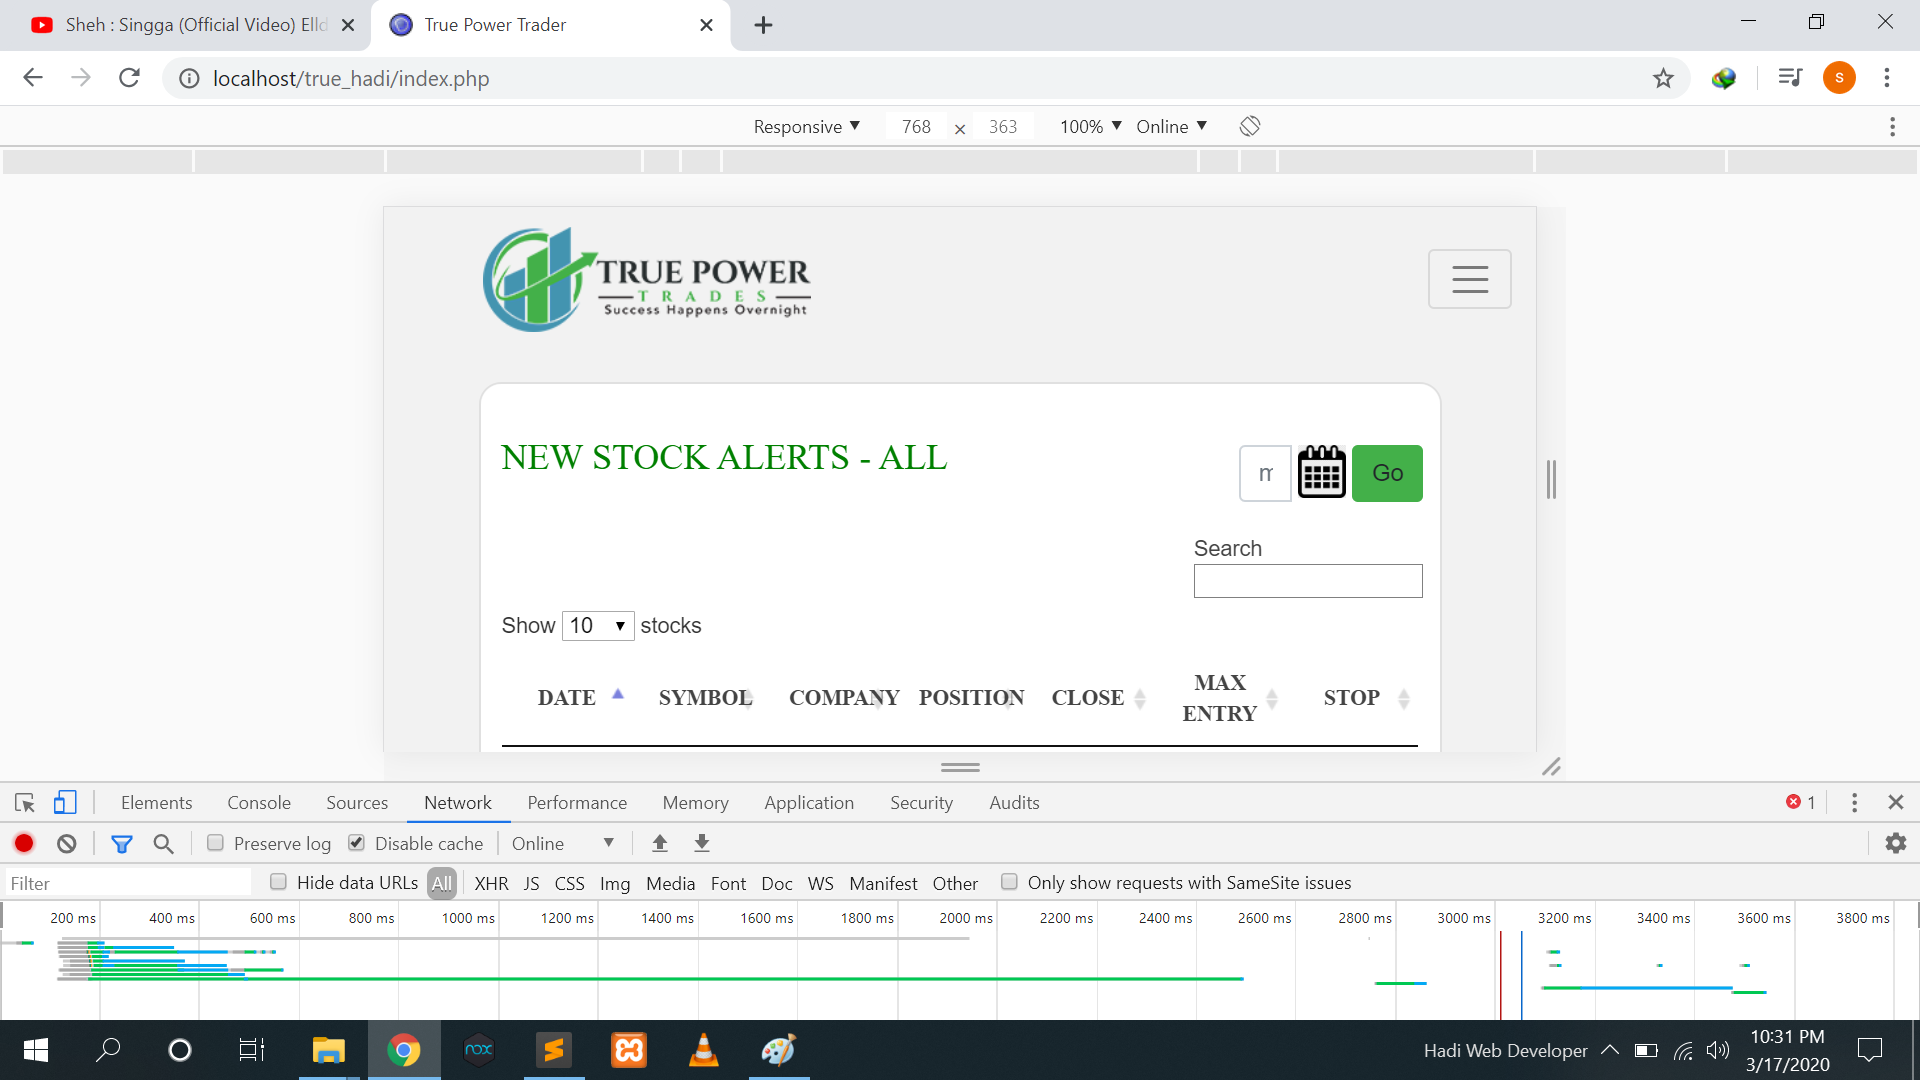 Sheh : Singga (Official Video) Elld
True Power Trader
localhost/true_hadi/index.php
S
Responsive ▼ 768 × 363 100% ▼ Online ▼
TRUE POWER
TRADES
Success Happens Overnight
NEW STOCK ALERTS - ALL
m
Go
Search
Show 10 ▼ stocks
DATE SYMBOL COMPANY POSITION CLOSE MAX ENTRY STOP
Elements Console Sources Network Performance Memory Application Security Audits 1
Preserve log Disable cache Online ▼
Filter Hide data URLs All XHR JS CSS Img Media Font Doc WS Manifest Other Only show requests with SameSite issues
200 ms 400 ms 600 ms 800 ms 1000 ms 1200 ms 1400 ms 1600 ms 1800 ms 2000 ms 2200 ms 2400 ms 2600 ms 2800 ms 3000 ms 3200 ms 3400 ms 3600 ms 3800 ms
nox
Hadi Web Developer
10:31 PM
3/17/2020